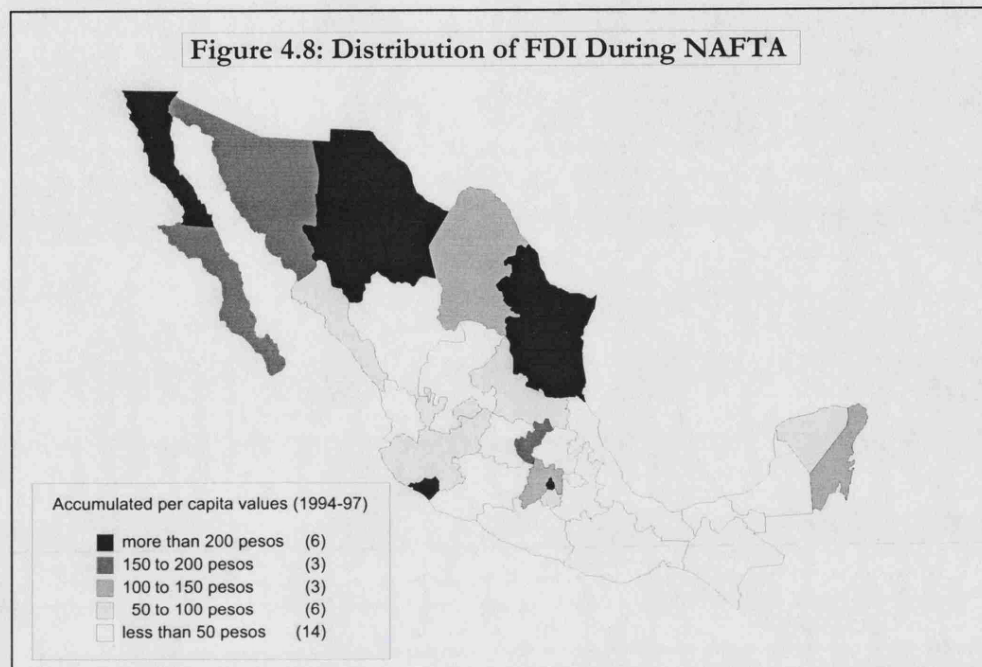 Figure 4.8: Distribution of FDI During NAFTA
Accumulated per capita values (1994-97)
more than 200 pesos (6)
150 to 200 pesos (3)
100 to 150 pesos (3)
50 to 100 pesos (6)
less than 50 pesos (14)